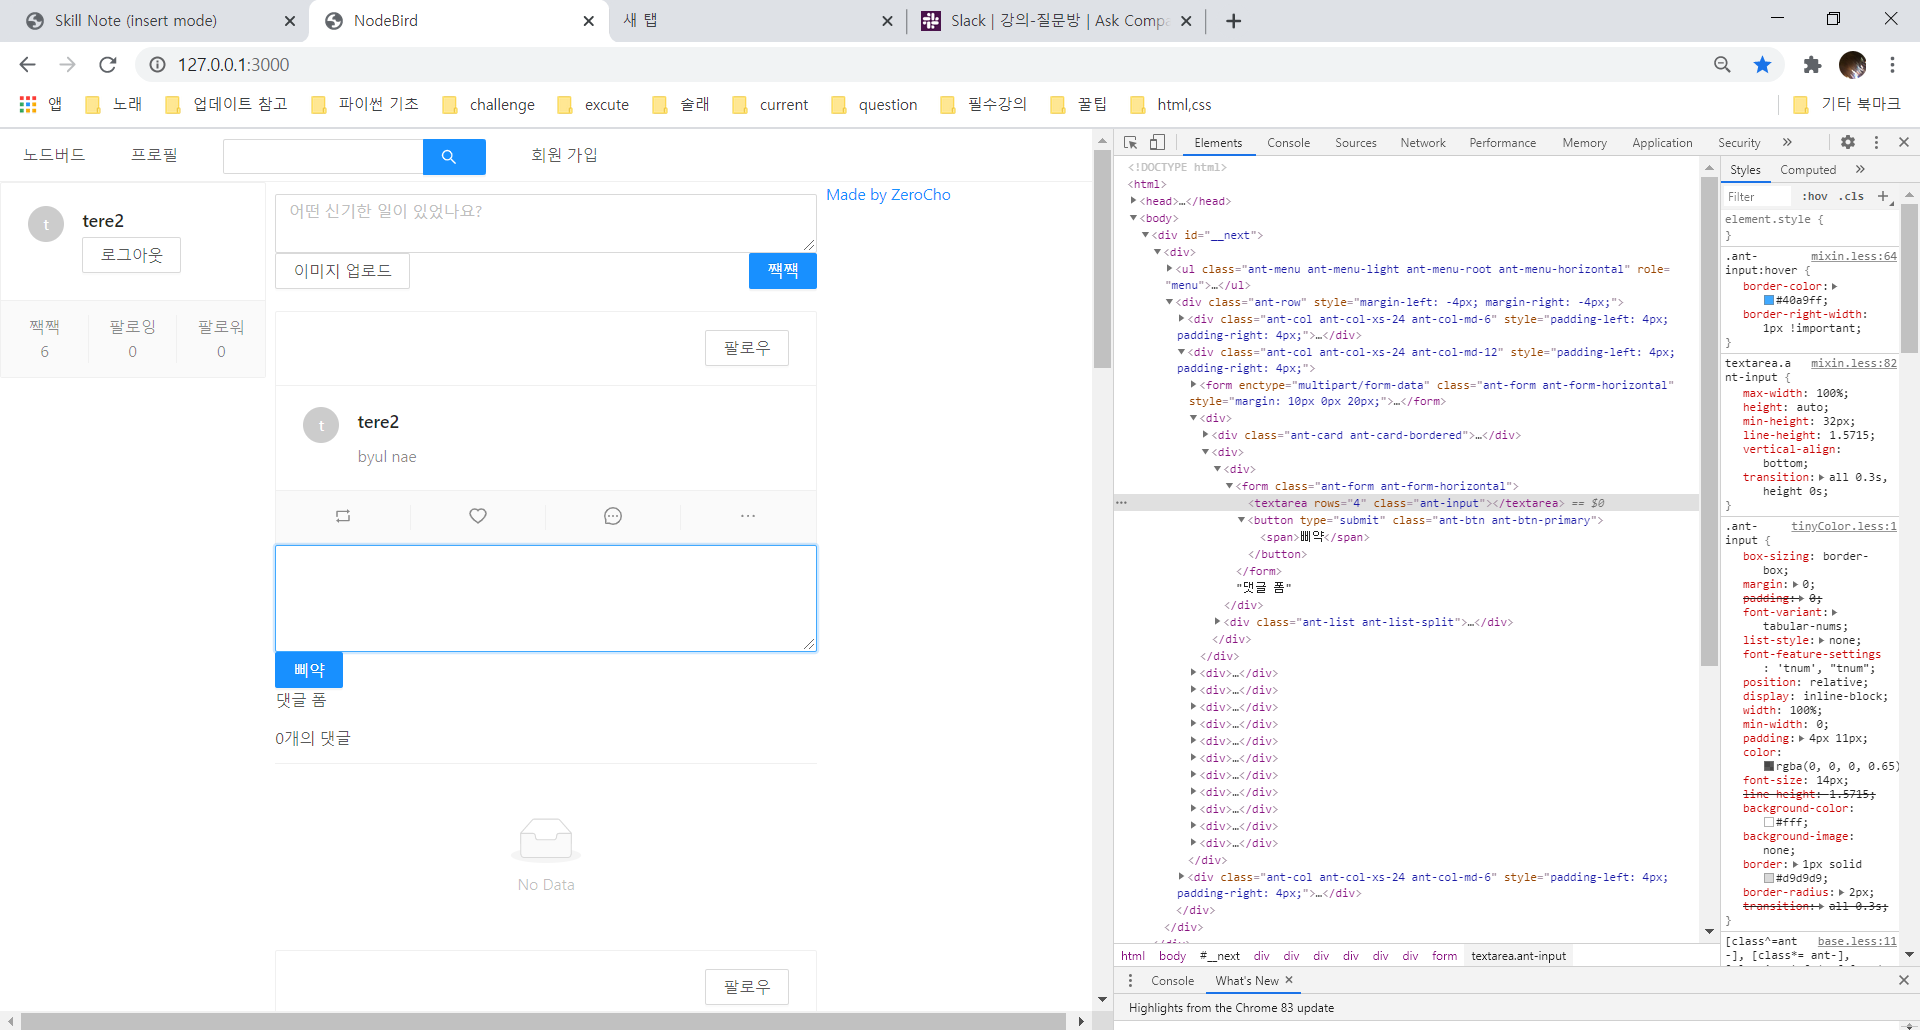 Skill Note (insert mode)
NodeBird
새 탭
Slack | 강의-질문방 | Ask Compa
127.0.0.1:3000
앱
노래
업데이트 참고
파이썬 기초
challenge
excute
술래
current
question
필수강의
꿀팁
html,css
기타 북마크
노드버드
프로필
회원 가입
t
tere2
로그아웃
짹짹
6
팔로잉
0
팔로워
0
어떤 신기한 일이 있었나요?
이미지 업로드
짹짹
Made by ZeroCho
팔로우
t
tere2
byul nae
삐약
댓글 폼
0개의 댓글
No Data
팔로우
Elements
Console
Sources
Network
Performance
Memory
Application
Security
»
<!DOCTYPE html>
<html>
<head>…</head>
<body>
<div id="__next">
<div>
<ul class="ant-menu ant-menu-light ant-menu-root ant-menu-horizontal" role=
"menu">…</ul>
<div class="ant-row" style="margin-left: -4px; margin-right: -4px;">
<div class="ant-col ant-col-xs-24 ant-col-md-6" style="padding-left: 4px;
padding-right: 4px;">…</div>
<div class="ant-col ant-col-xs-24 ant-col-md-12" style="padding-left: 4px;
padding-right: 4px;">
<form enctype="multipart/form-data" class="ant-form ant-form-horizontal"
style="margin: 10px 0px 20px;">…</form>
<div>
<div class="ant-card ant-card-bordered">…</div>
<div>
<div>
<form class="ant-form ant-form-horizontal">
<textarea rows="4" class="ant-input"></textarea> == $0
<button type="submit" class="ant-btn ant-btn-primary">
<span>삐약</span>
</button>
</form>
"댓글 폼"
</div>
<div class="ant-list ant-list-split">…</div>
</div>
</div>
<div>…</div>
<div>…</div>
<div>…</div>
<div>…</div>
<div>…</div>
<div>…</div>
<div>…</div>
<div>…</div>
<div>…</div>
<div>…</div>
<div>…</div>
</div>
<div class="ant-col ant-col-xs-24 ant-col-md-6" style="padding-left: 4px;
padding-right: 4px;">…</div>
</div>
</div>
html body #__next div div div div div div form textarea.ant-input
Console
What's New
Highlights from the Chrome 83 update
Styles
Computed
»
Filter
:hov .cls +
element.style {
}
.ant- mixin.less:64
input:hover {
border-color:
#40a9ff;
border-right-width:
1px !important;
}
textarea.a mixin.less:82
nt-input {
max-width: 100%;
height: auto;
min-height: 32px;
line-height: 1.5715;
vertical-align:
bottom;
transition: all 0.3s,
height 0s;
}
.ant- tinyColor.less:1
input {
box-sizing: border-
box;
margin: 0;
padding: 0;
font-variant:
tabular-nums;
list-style: none;
font-feature-settings
: 'tnum', "tnum";
position: relative;
display: inline-block;
width: 100%;
min-width: 0;
padding: 4px 11px;
color:
rgba(0, 0, 0, 0.65)
font-size: 14px;
line-height: 1.5715;
background-color:
#fff;
background-image:
none;
border: 1px solid
#d9d9d9;
border-radius: 2px;
transition: all 0.3s;
}
[class^=ant base.less:11
-], [class*= ant-],